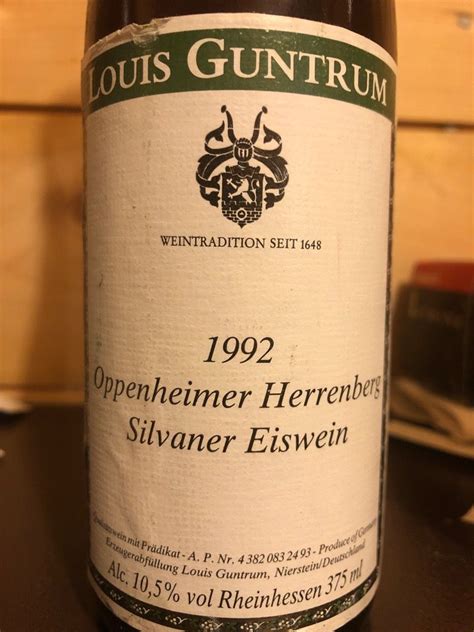 LOUIS GUNTRUM
WEINTRADITION SEIT 1648
1992
Oppenheimer Herrenberg
Silvaner Eiswein
Qualitätswein mit Prädikat - A. P. Nr. 4 382 083 24 93 - Produce of Germany
Erzeugerabfüllung Louis Guntrum, Nierstein/Deutschland
Alc. 10,5% vol Rheinhessen 375 ml